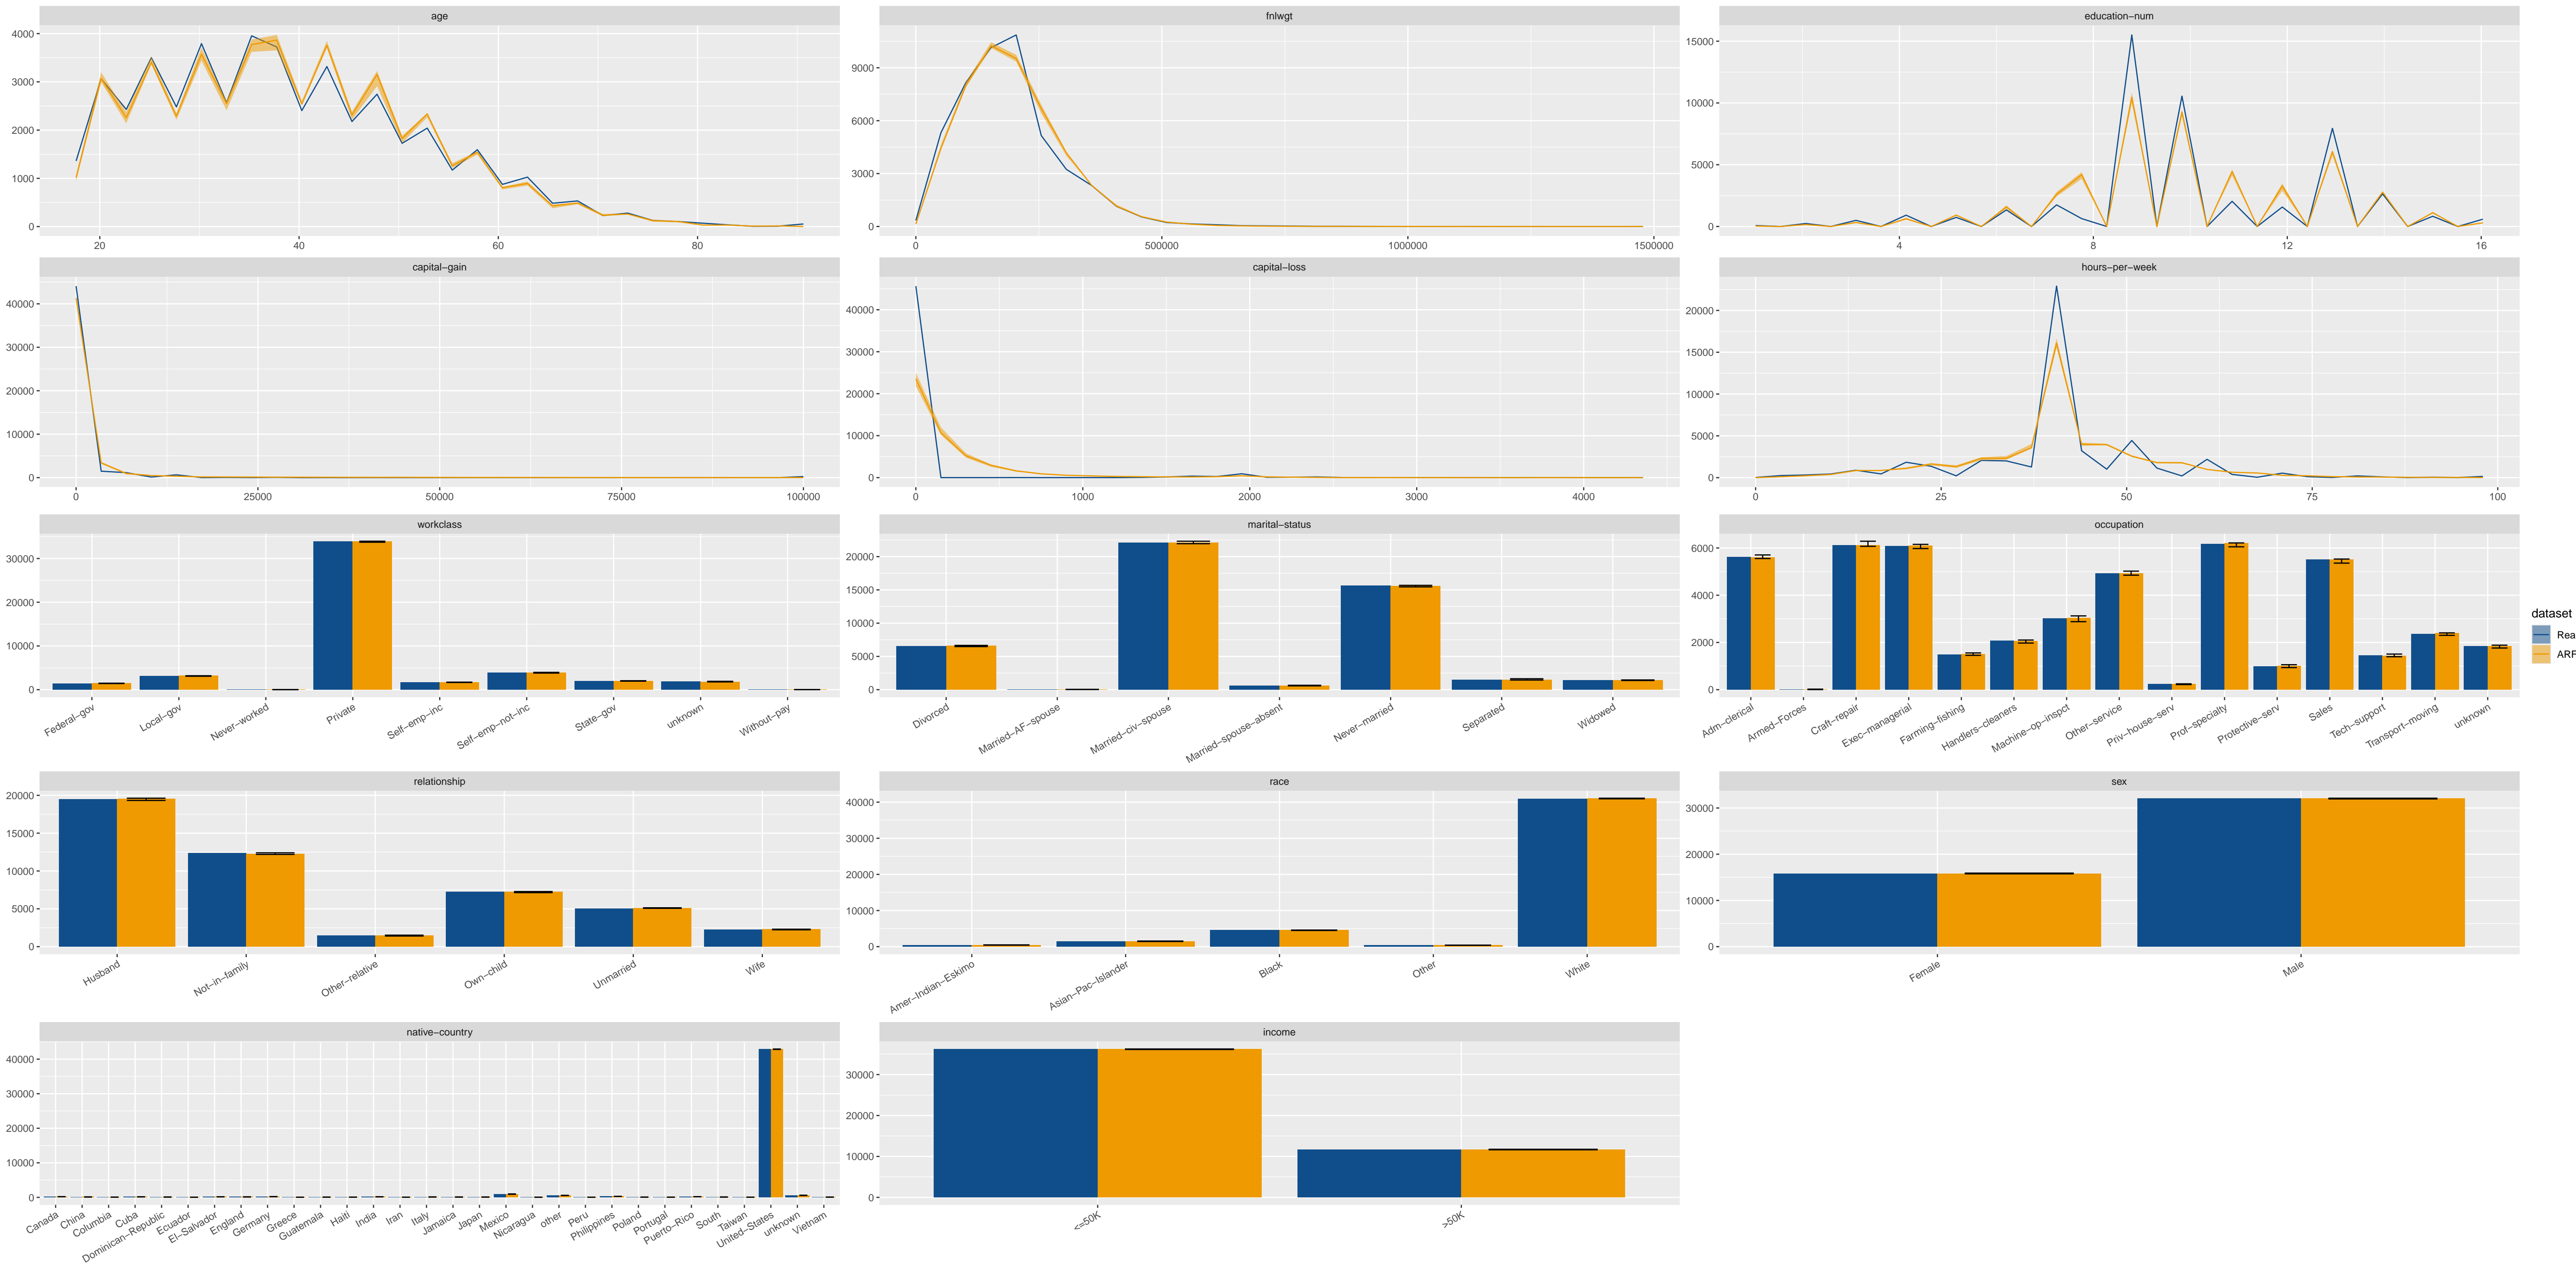 age
fnlwgt
education−num
4000
3000
2000
1000
0
20
40
60
80
9000
6000
3000
0
0
500000
1000000
1500000
15000
10000
5000
0
4
8
12
16
capital−gain
capital−loss
hours−per−week
40000
30000
20000
10000
0
0
25000
50000
75000
100000
40000
30000
20000
10000
0
0
1000
2000
3000
4000
20000
15000
10000
5000
0
0
25
50
75
100
workclass
marital−status
occupation
30000
20000
10000
0
Federal−gov
Local−gov
Never−worked
Private
Self−emp−inc
Self−emp−not−inc
State−gov
unknown
Without−pay
20000
15000
10000
5000
0
Divorced
Married−AF−spouse
Married−civ−spouse
Married−spouse−absent
Never−married
Separated
Widowed
6000
4000
2000
0
Adm−clerical
Armed−Forces
Craft−repair
Exec−managerial
Farming−fishing
Handlers−cleaners
Machine−op−inspct
Other−service
Priv−house−serv
Prof−specialty
Protective−serv
Sales
Tech−support
Transport−moving
unknown
dataset
Rea
ARF
relationship
race
sex
20000
15000
10000
5000
0
Husband
Not−in−family
Other−relative
Own−child
Unmarried
Wife
40000
30000
20000
10000
0
Amer−Indian−Eskimo
Asian−Pac−Islander
Black
Other
White
30000
20000
10000
0
Female
Male
native−country
income
40000
30000
20000
10000
0
Canada
China
Columbia
Cuba
Dominican−Republic
Ecuador
El−Salvador
England
Germany
Greece
Guatemala
Haiti
India
Iran
Italy
Jamaica
Japan
Mexico
Nicaragua
other
Peru
Philippines
Poland
Portugal
Puerto−Rico
South
Taiwan
United−States
unknown
Vietnam
30000
20000
10000
0
<=50K
>50K